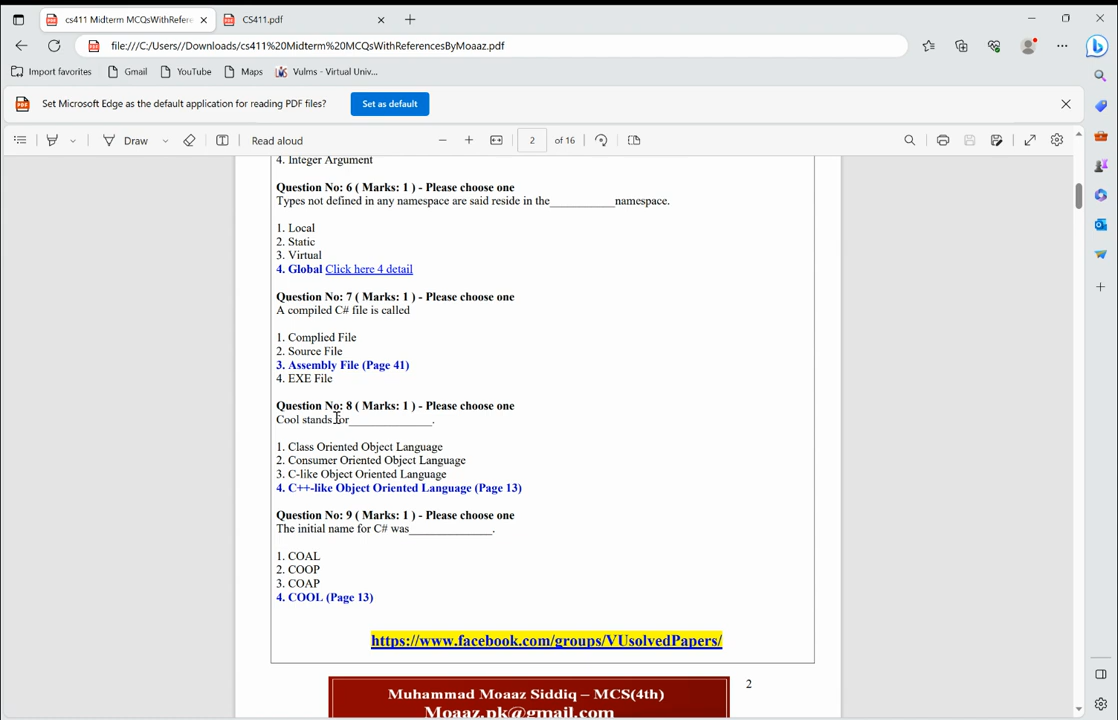 cs411 Midterm MCQsWithRefere
CS411.pdf
file:///C:/Users//Downloads/cs411%20Midterm%20MCQsWithReferencesByMoaaz.pdf
Import favorites
Gmail
YouTube
Maps
Vulms - Virtual Univ...
Set Microsoft Edge as the default application for reading PDF files?
Set as default
Draw
Read aloud
2
of 16
4. Integer Argument
Question No: 6 ( Marks: 1 ) - Please choose one
Types not defined in any namespace are said reside in the____________namespace.
1. Local
2. Static
3. Virtual
4. Global Click here 4 detail
Question No: 7 ( Marks: 1 ) - Please choose one
A compiled C# file is called
1. Complied File
2. Source File
3. Assembly File (Page 41)
4. EXE File
Question No: 8 ( Marks: 1 ) - Please choose one
Cool stands for_______________.
1. Class Oriented Object Language
2. Consumer Oriented Object Language
3. C-like Object Oriented Language
4. C++-like Object Oriented Language (Page 13)
Question No: 9 ( Marks: 1 ) - Please choose one
The initial name for C# was_______________.
1. COAL
2. COOP
3. COAP
4. COOL (Page 13)
https://www.facebook.com/groups/VUsolvedPapers/
2
Muhammad Moaaz Siddiq – MCS(4th)
Moaaz.pk@gmail.com